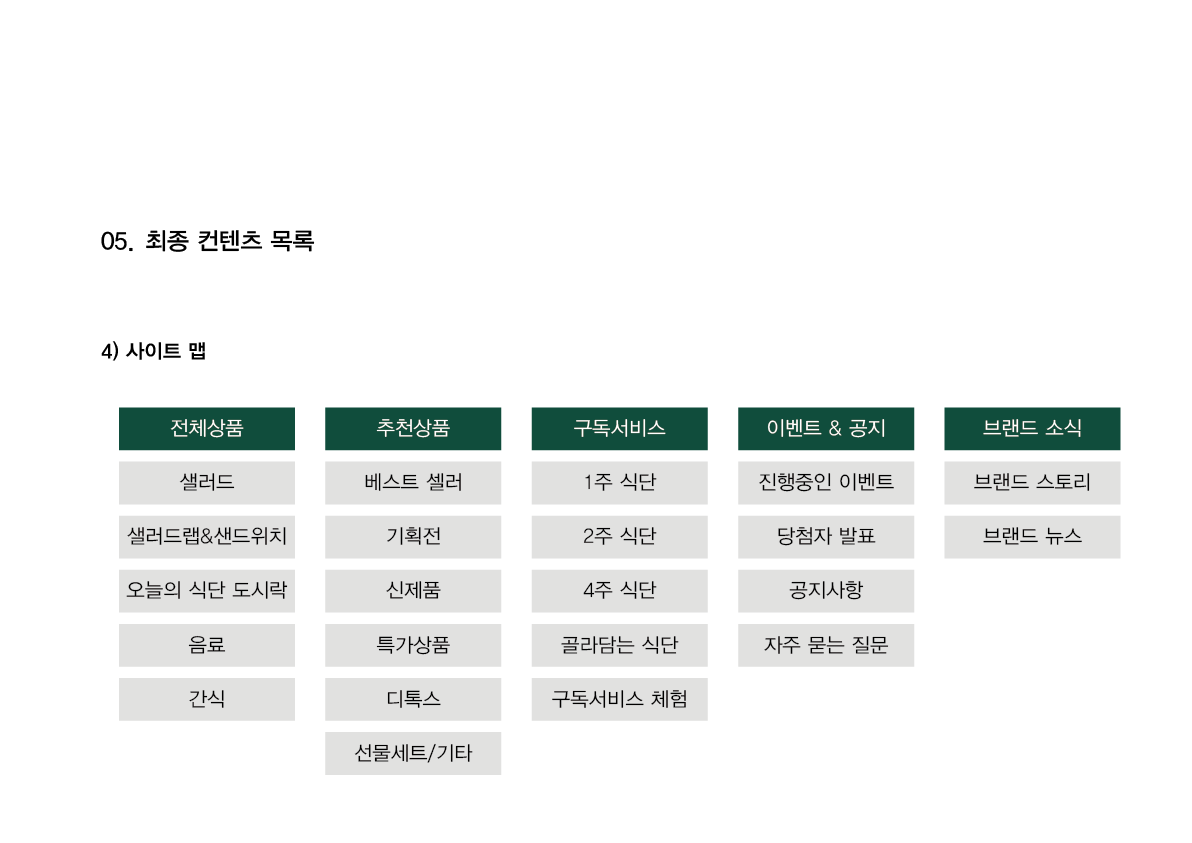 05. 최종 컨텐츠 목록
4) 사이트 맵
전체상품
샐러드
샐러드랩&샌드위치
오늘의 식단 도시락
음료
간식
추천상품
베스트 셀러
기획전
신제품
특가상품
디톡스
선물세트/기타
구독서비스
1주 식단
2주 식단
4주 식단
골라담는 식단
구독서비스 체험
이벤트 & 공지
진행중인 이벤트
당첨자 발표
공지사항
자주 묻는 질문
브랜드 소식
브랜드 스토리
브랜드 뉴스